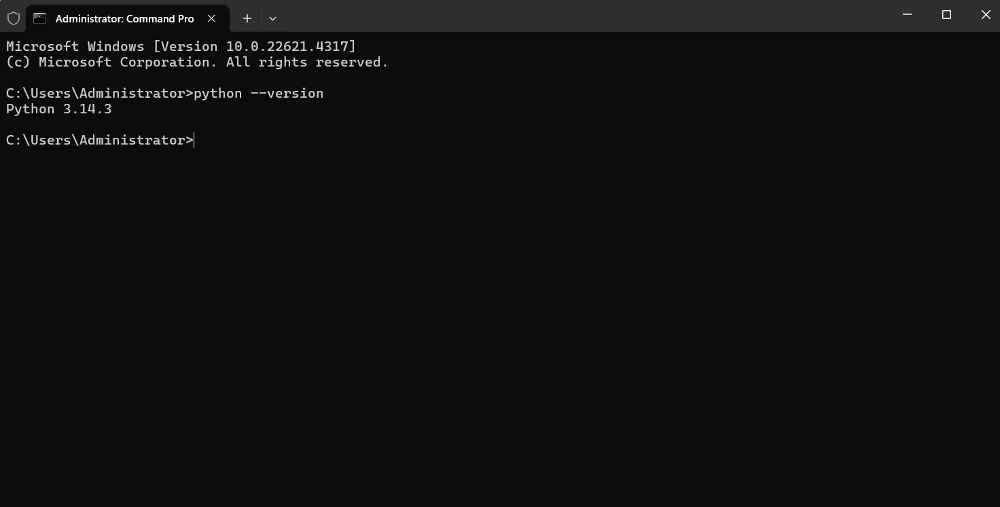 Administrator: Command Pro
Microsoft Windows [Version 10.0.22621.4317]
(c) Microsoft Corporation. All rights reserved.
C:\Users\Administrator>python --version
Python 3.14.3
C:\Users\Administrator>